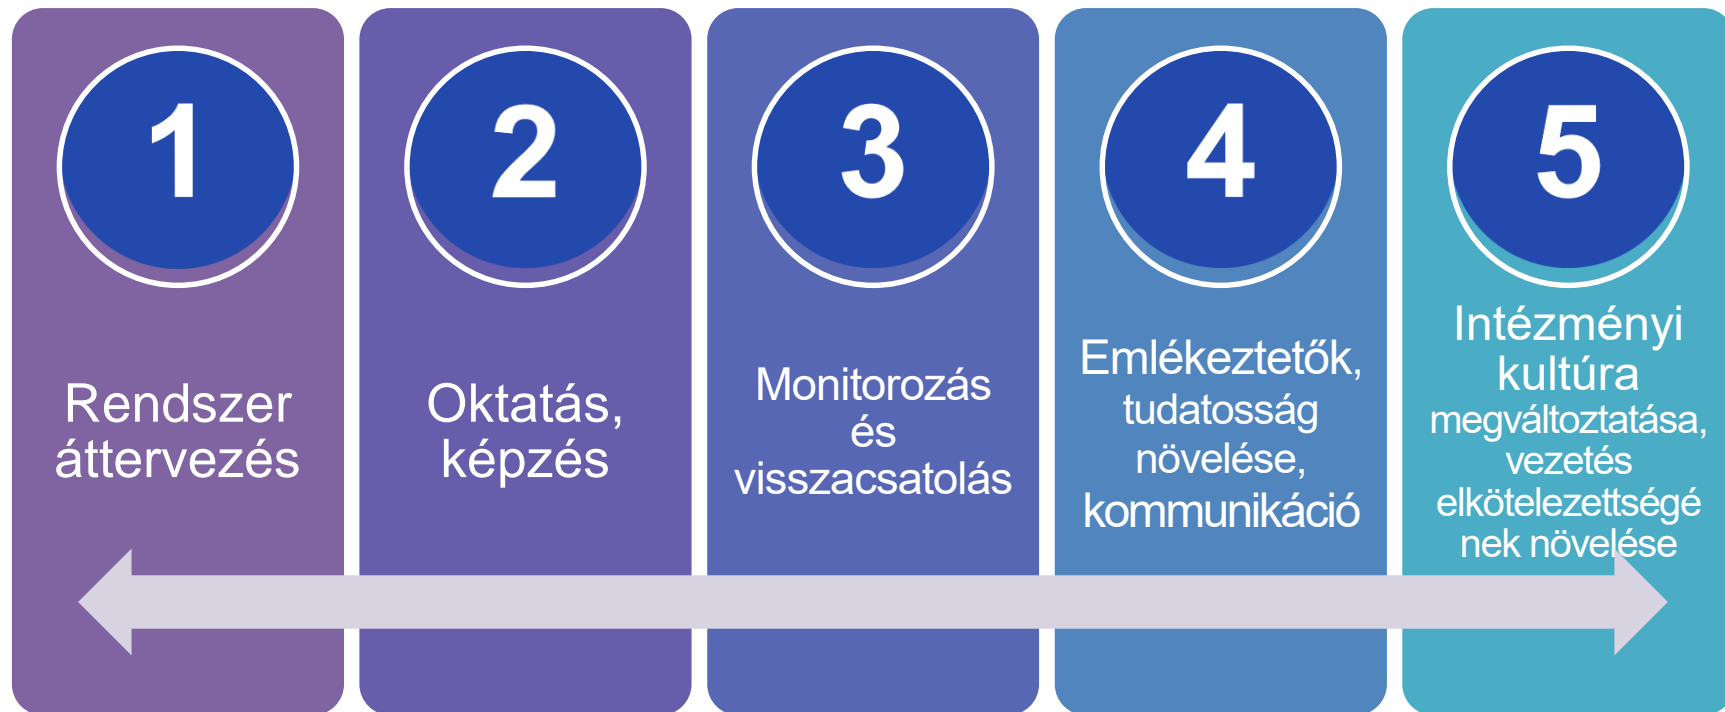 1
Rendszer
áttervezés
2
Oktatás,
képzés
3
Monitorozás
és
visszacsatolás
4
Emlékeztetők,
tudatosság
növelése,
kommunikáció
5
Intézményi
kultúra
megváltoztatása,
vezetés
elkötelezettségé
nek növelése